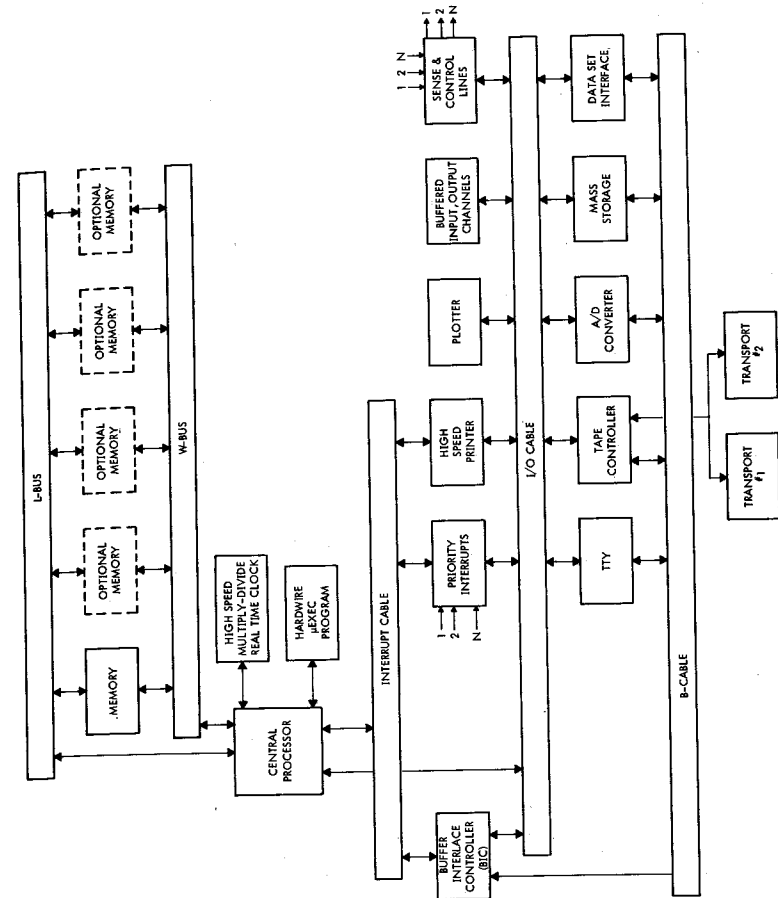 L-BUS
.MEMORY
OPTIONAL
MEMORY
OPTIONAL
MEMORY
OPTIONAL
MEMORY
OPTIONAL
MEMORY
W-BUS
CENTRAL
PROCESSOR
HIGH SPEED
MULTIPLY-DIVIDE
REAL TIME CLOCK
HARDWIRE
µEXEC
PROGRAM
INTERRUPT CABLE
BUFFER
INTERLACE
CONTROLLER
(BIC)
1
2
N
PRIORITY
INTERRUPTS
HIGH
SPEED
PRINTER
PLOTTER
BUFFERED
INPUT, OUTPUT
CHANNELS
1
2
N
SENSE &
CONTROL
LINES
1
2
N
I/O CABLE
TTY
TAPE
CONTROLLER
A/D
CONVERTER
MASS
STORAGE
DATA SET
INTERFACE
B-CABLE
TRANSPORT
#1
TRANSPORT
#2